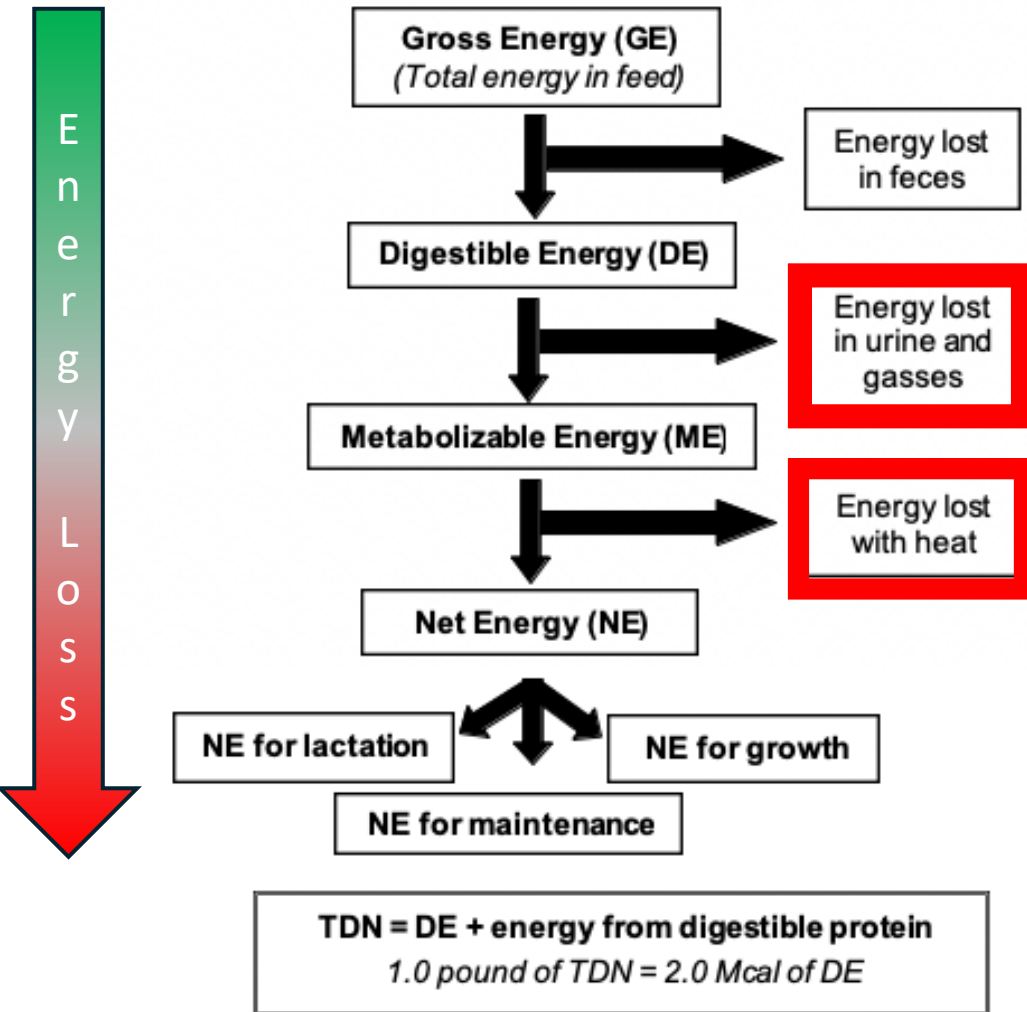 Energy Loss
Gross Energy (GE)
(Total energy in feed)
Energy lost
in feces
Digestible Energy (DE)
Energy lost
in urine and
gasses
Metabolizable Energy (ME)
Energy lost
with heat
Net Energy (NE)
NE for lactation
NE for growth
NE for maintenance
TDN = DE + energy from digestible protein
1.0 pound of TDN = 2.0 Mcal of DE